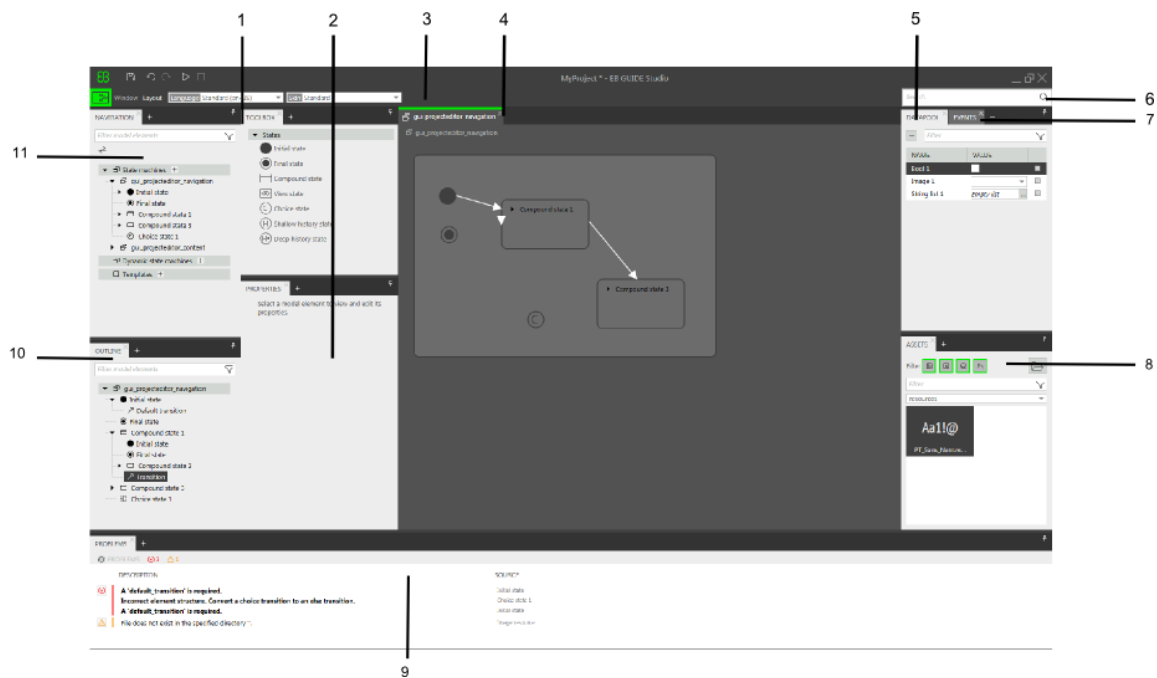 1
2
3
4
5
EB
MyProject * - EB GUIDE Studio
Window Layout Language Standard Skin Standard
6
NAVIGATION +
TOOLBOX +
gui_projecteditor_navigation
DATAPOOL EVENTS
7
Filter model elements
States
gui_projecteditor_navigation
Filter
Initial state
11
Final state
NAME VALUE
State machines +
Compound state
Bool 1
gui_projecteditor_navigation
View state
Image 1
Initial state
Choice state
String list 1 empty list
Final state
Shallow history state
Compound state 1
Deep history state
Compound state 1
Compound state
Choice state 1
gui_projecteditor_content
Dynamic state machines +
Templates +
PROPERTIES +
Compound state
Select a model element to view and edit its
properties.
C
10
OUTLINE +
ASSETS +
Filter
8
Filter model elements
Filter
gui_projecteditor_navigation
resources
Initial state
Default transition
Final state
Aa1!@
Compound state 1
Initial state
PT_Sans_Narrow...
Final state
Compound state
Transition
Compound state
Choice state
PROBLEMS +
PROBLEMS
DESCRIPTION SOURCE
A 'default_transition' is required. Initial state
Incorrect element structure. Convert a choice transition to an else transition. Choice state 1
A 'default_transition' is required. Initial state
File does not exist in the specified directory
9